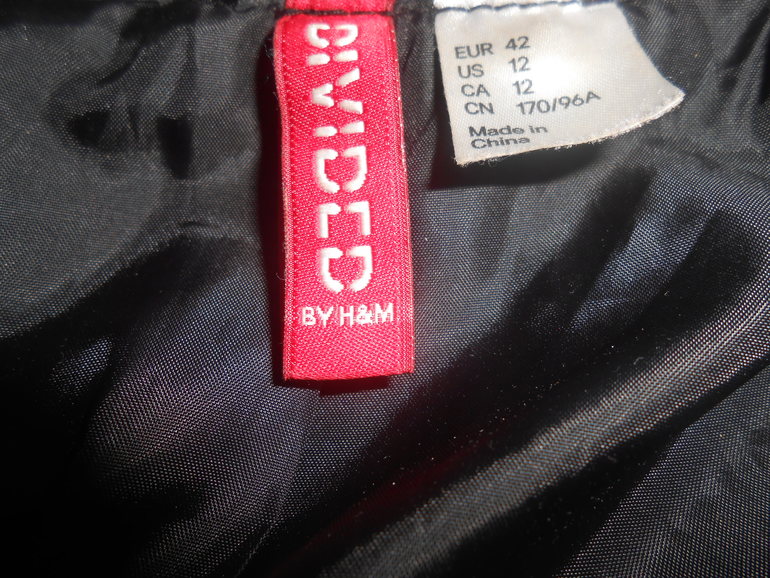 DIVIDED
BY H&M
EUR 42
US 12
CA 12
CN 170/96A
Made in
China